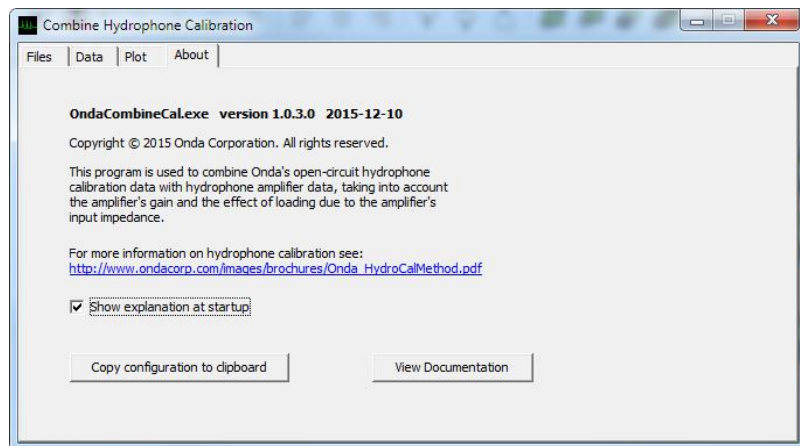 Combine Hydrophone Calibration
Files Data Plot About
OndaCombineCal.exe version 1.0.3.0 2015-12-10
Copyright © 2015 Onda Corporation. All rights reserved.
This program is used to combine Onda's open-circuit hydrophone
calibration data with hydrophone amplifier data, taking into account
the amplifier's gain and the effect of loading due to the amplifier's
input impedance.
For more information on hydrophone calibration see:
http://www.ondacorp.com/images/brochures/Onda_HydroCalMethod.pdf
Show explanation at startup
Copy configuration to clipboard View Documentation